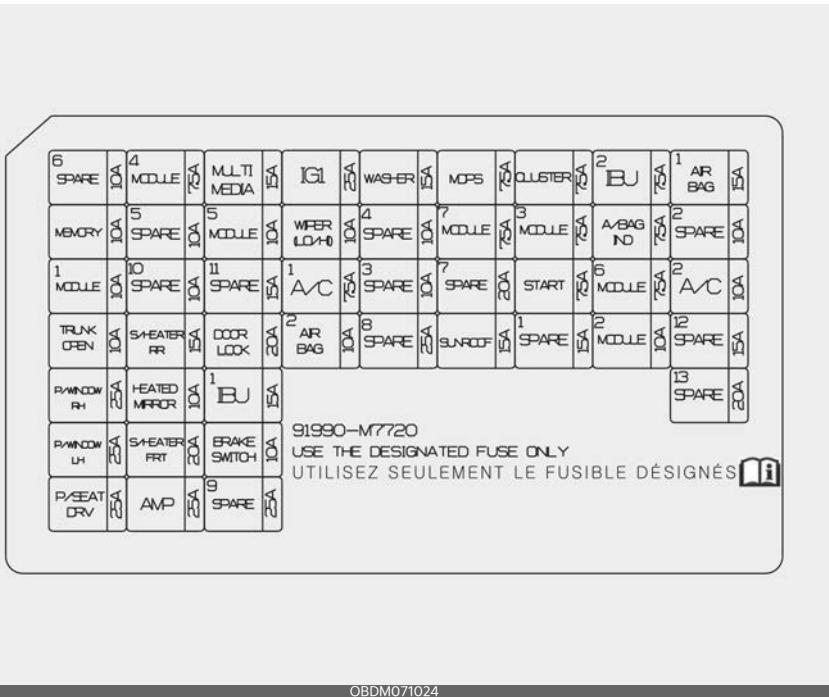 6 SPARE 10A 4 MODULE 7.5A MULTI MEDIA 15A IG1 25A WASHER 15A MDPS 7.5A CLUSTER 7.5A 2 IBU 7.5A 1 AIR BAG 15A
MEMORY 10A 5 SPARE 10A 5 MODULE 10A WIPER (LO/HI) 10A 4 SPARE 10A 7 MODULE 7.5A 3 MODULE 7.5A A/BAG IND 7.5A 2 SPARE 10A
1 MODULE 10A 10 SPARE 10A 11 SPARE 15A 1 A/C 7.5A 3 SPARE 10A 7 SPARE 20A START 7.5A 6 MODULE 7.5A 2 A/C 10A
TRUNK OPEN 10A S/HEATER RR 15A DOOR LOCK 20A 2 AIR BAG 10A 8 SPARE 25A SUNROOF 15A 1 SPARE 15A 2 MODULE 10A 12 SPARE 15A
P/WINDOW RH 25A HEATED MIRROR 10A 1 IBU 15A 13 SPARE 20A
P/WINDOW LH 25A S/HEATER FRT 20A BRAKE SWITCH 10A
P/SEAT DRV 25A AMP 25A 9 SPARE 25A
91990-M7720
USE THE DESIGNATED FUSE ONLY
UTILISEZ SEULEMENT LE FUSIBLE DÉSIGNÉS
OBDM071024